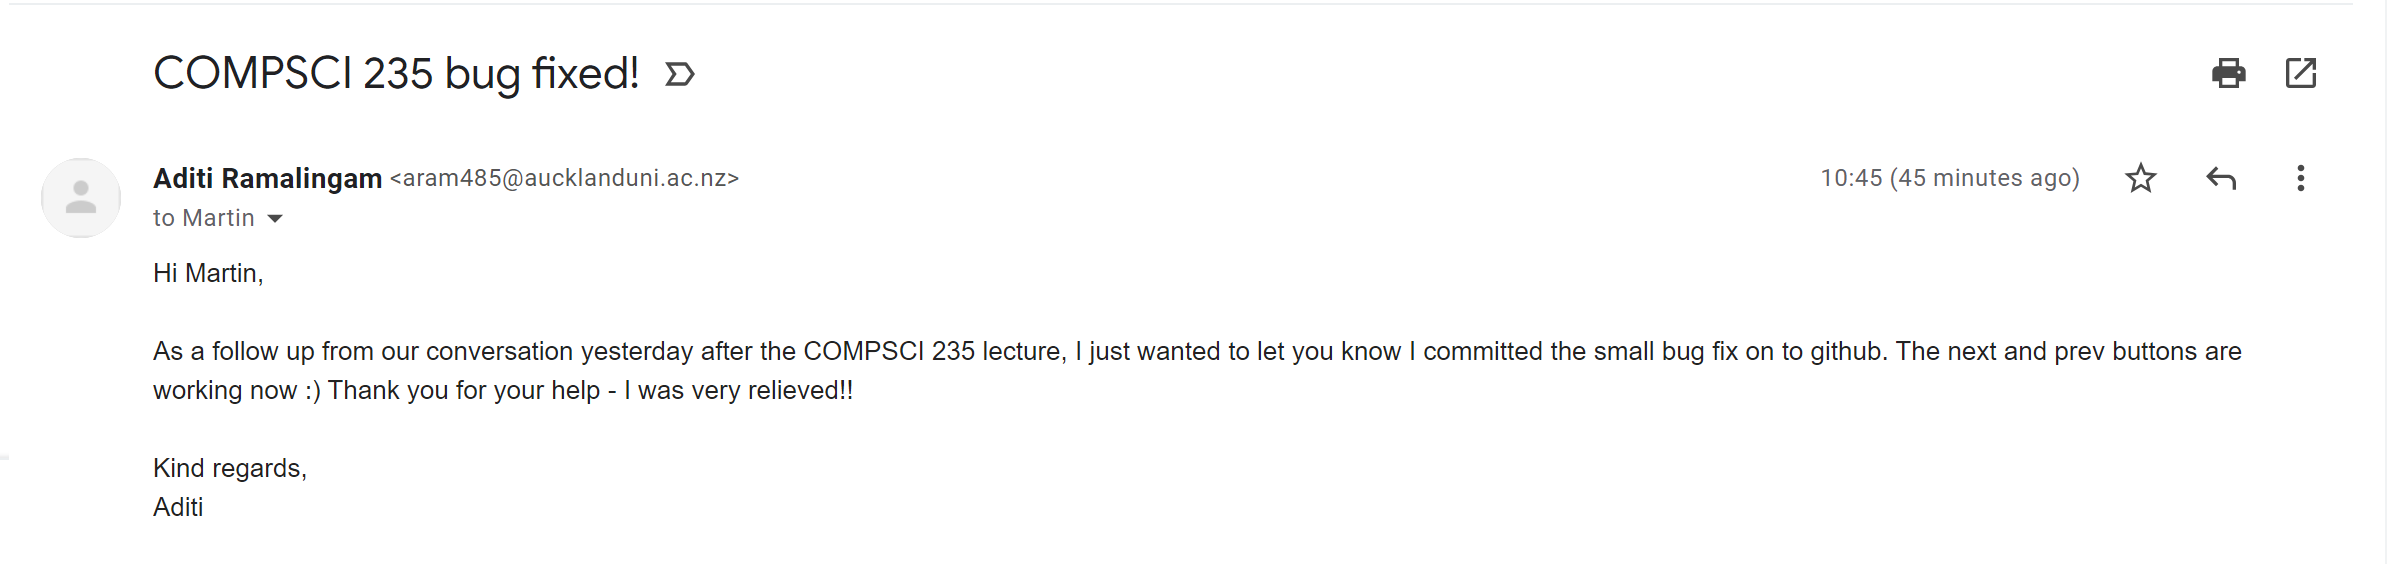 COMPSCI 235 bug fixed!
Aditi Ramalingam <aram485@aucklanduni.ac.nz>
10:45 (45 minutes ago)
to Martin
Hi Martin,
As a follow up from our conversation yesterday after the COMPSCI 235 lecture, I just wanted to let you know I committed the small bug fix on to github. The next and prev buttons are
working now :) Thank you for your help - I was very relieved!!
Kind regards,
Aditi